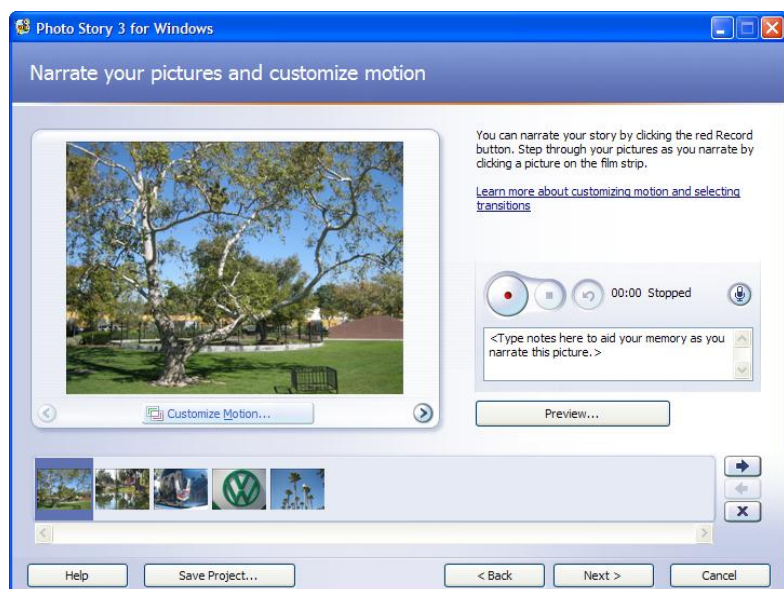 Photo Story 3 for Windows
Narrate your pictures and customize motion
You can narrate your story by clicking the red Record
button. Step through your pictures as you narrate by
clicking a picture on the film strip.
Learn more about customizing motion and selecting
transitions
00:00 Stopped
<Type notes here to aid your memory as you
narrate this picture.>
Customize Motion...
Preview...
Help
Save Project...
< Back
Next >
Cancel